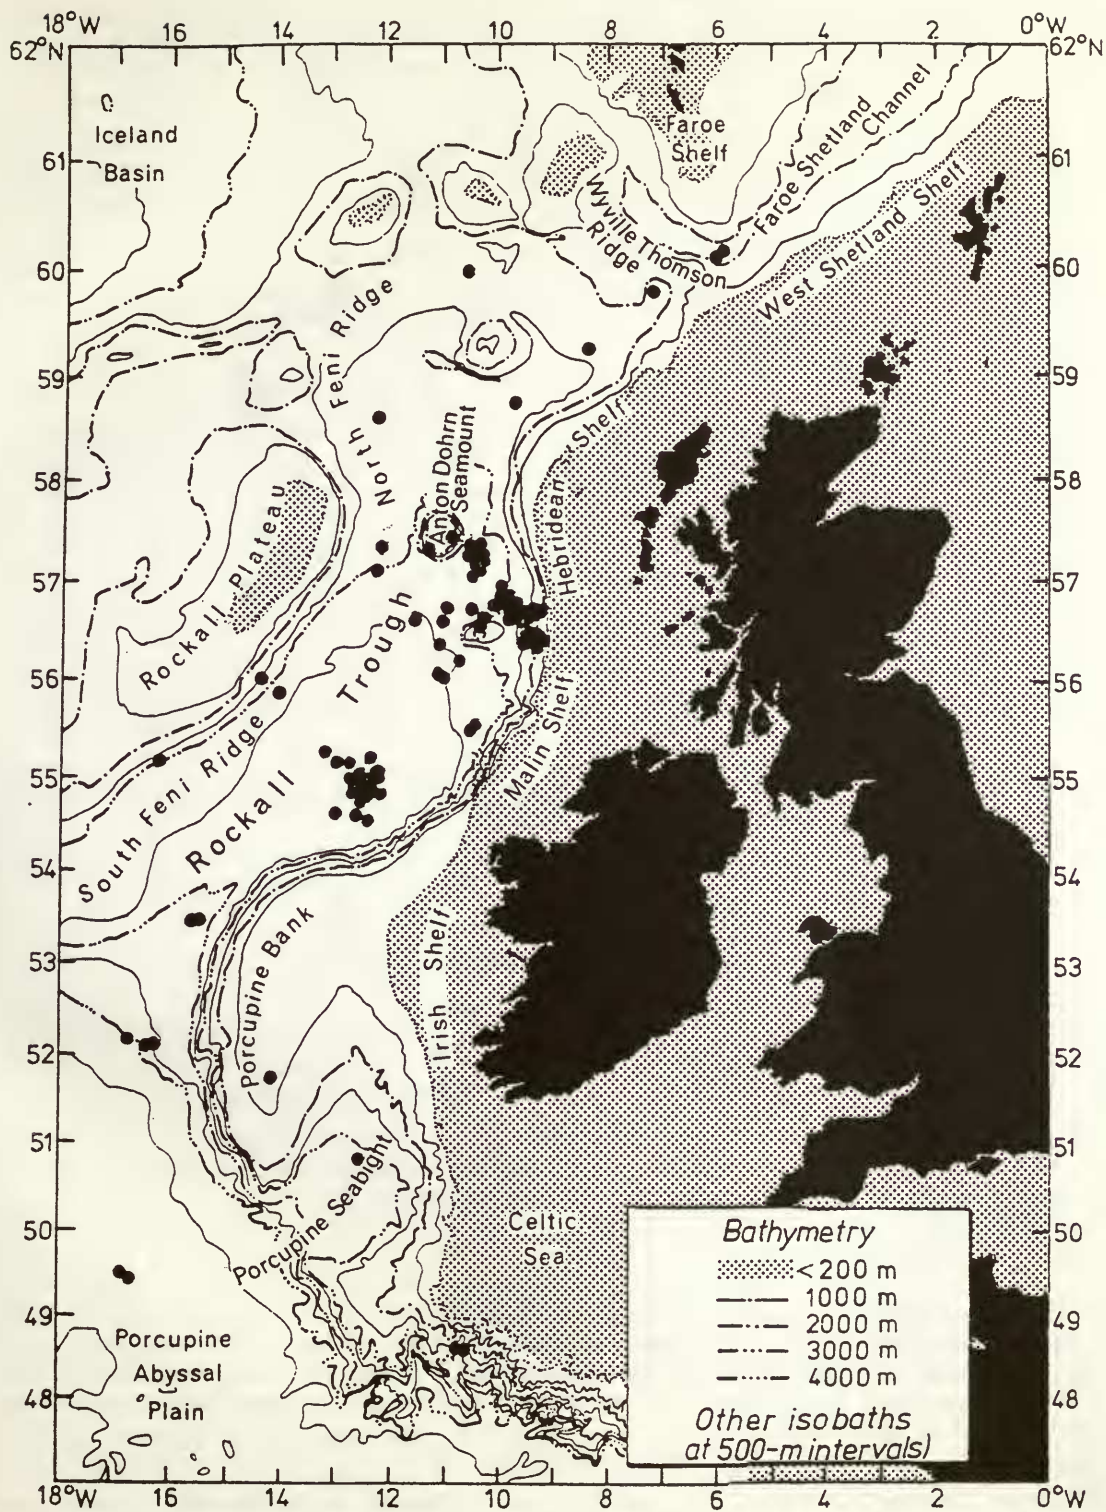 18°W 16 14 12 10 8 6 4 2 0°W
62°N 62°N
Iceland
Basin
Faroe
Shelf
Faroe Shetland
Channel
61 61
Wyville Thomson
Ridge
West Shetland Shelf
60 60
North Feni Ridge
59 59
Hebridean Shelf
Anton Dohrn
Seamount
58 58
Rockall Plateau
57 57
Rockall Trough
56 56
Malin Shelf
South Feni Ridge
55 55
54 54
Porcupine Bank
Irish Shelf
53 53
52 52
51 51
Porcupine Seabight
Celtic
Sea
50 50
49 49
Porcupine
Abyssal
Plain
48 48
Bathymetry
<200 m
1000 m
2000 m
3000 m
4000 m
Other isobaths
at 500-m intervals)
18°W 16 14 12 10 8 6 4 2 0°W